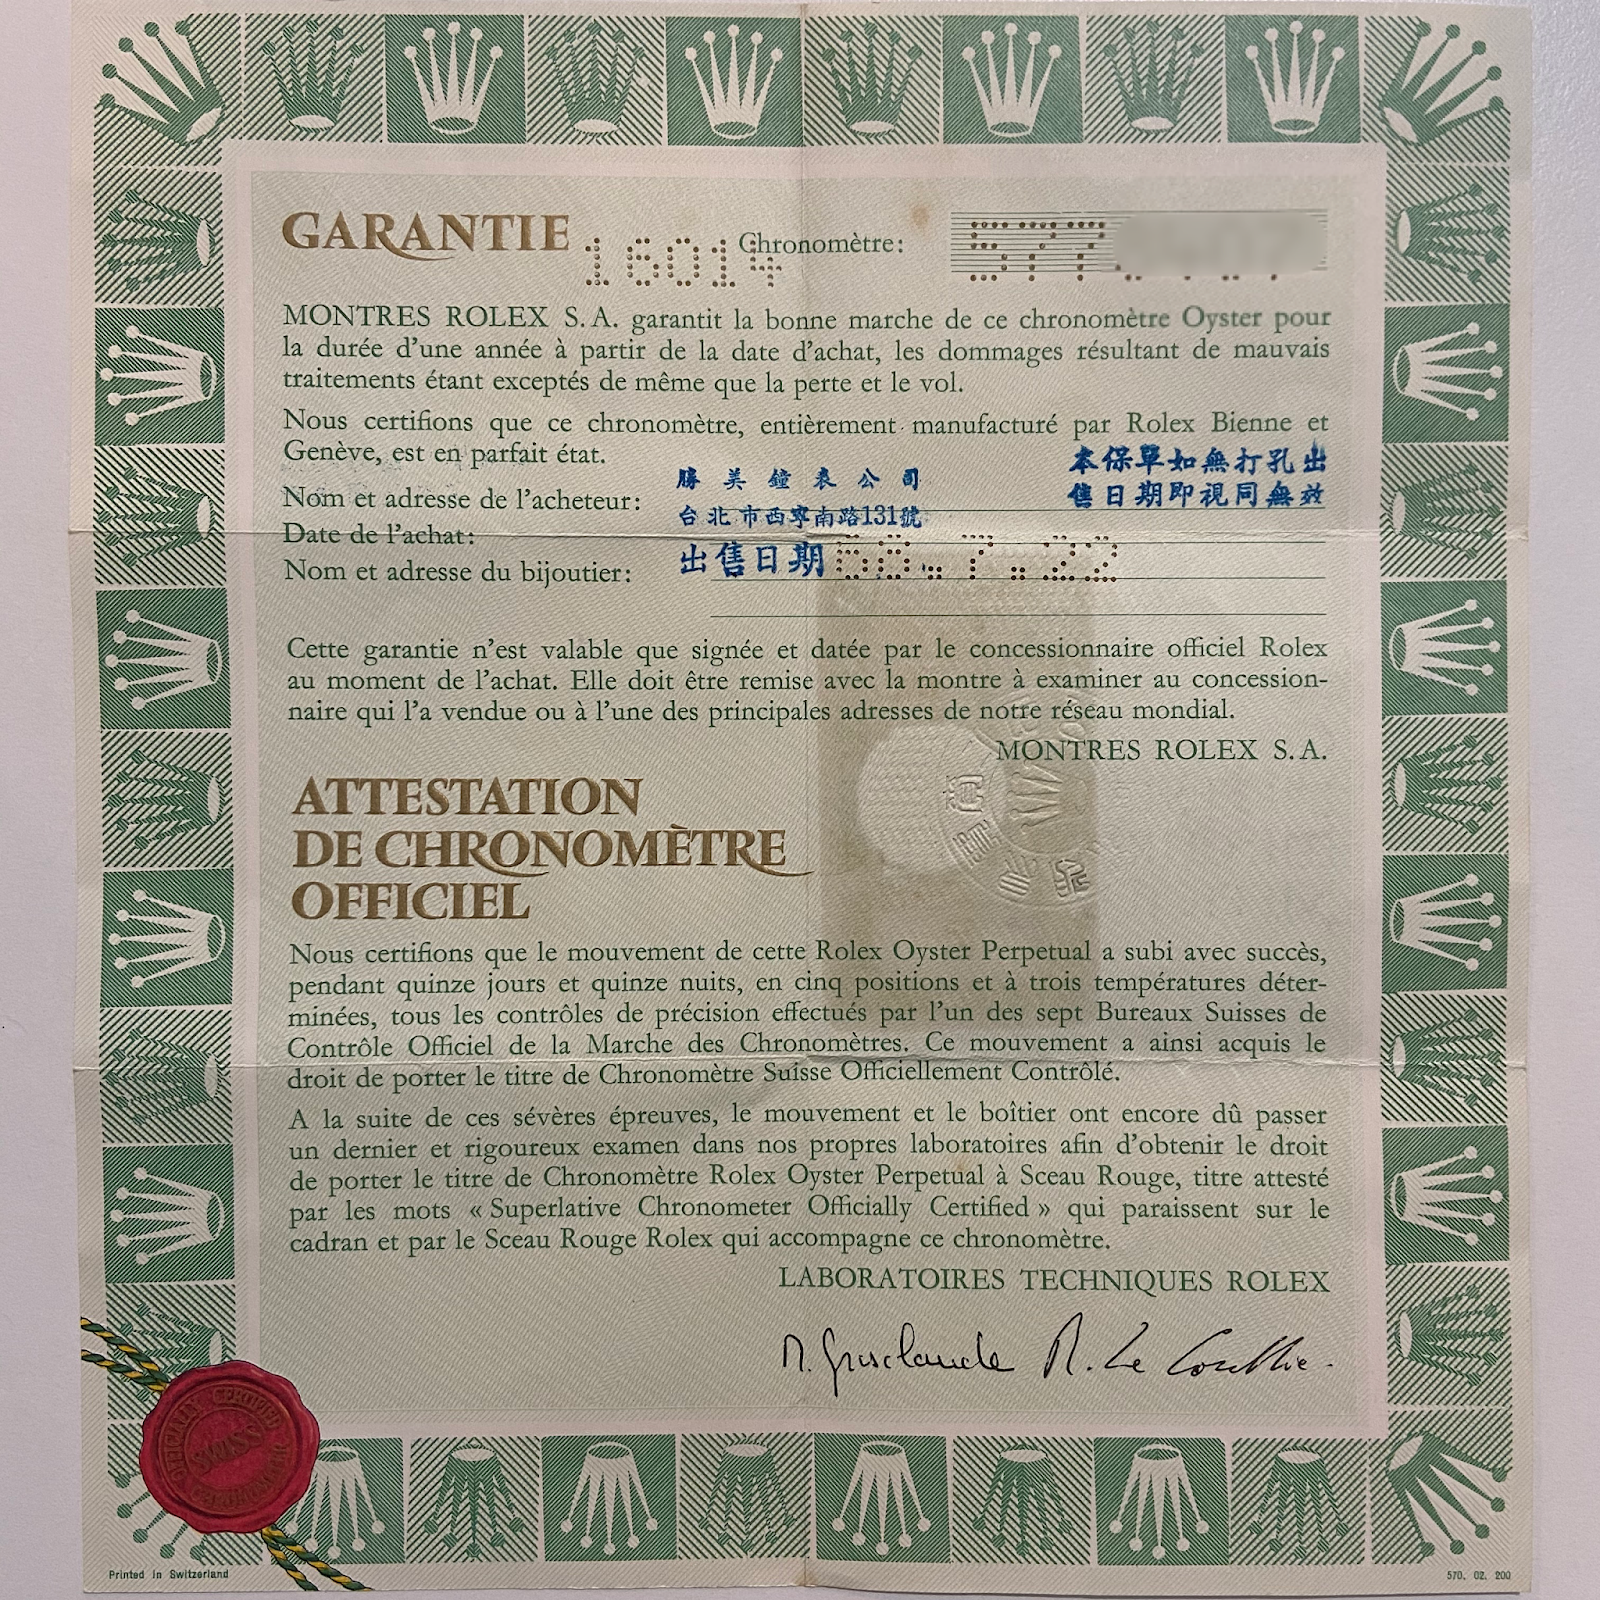 GARANTIE 16014 Chronomètre: 577
MONTRES ROLEX S.A. garantit la bonne marche de ce chronomètre Oyster pour
la durée d'une année à partir de la date d'achat, les dommages résultant de mauvais
traitements étant exceptés de même que la perte et le vol.
Nous certifions que ce chronomètre, entièrement manufacturé par Rolex Bienne et
Genève, est en parfait état.
本保單如無打孔出
售日期即視同無效
勝美鐘表公司
Nom et adresse de l'acheteur:
台北市西寧南路131號
Date de l'achat:
出售日期 68.7.22
Nom et adresse du bijoutier:
Cette garantie n'est valable que signée et datée par le concessionnaire officiel Rolex
au moment de l'achat. Elle doit être remise avec la montre à examiner au concession-
naire qui l'a vendue ou à l'une des principales adresses de notre réseau mondial.
MONTRES ROLEX S.A.
ATTESTATION
DE CHRONOMÈTRE
OFFICIEL
Nous certifions que le mouvement de cette Rolex Oyster Perpetual a subi avec succès,
pendant quinze jours et quinze nuits, en cinq positions et à trois températures déter-
minées, tous les contrôles de précision effectués par l'un des sept Bureaux Suisses de
Contrôle Officiel de la Marche des Chronomètres. Ce mouvement a ainsi acquis le
droit de porter le titre de Chronomètre Suisse Officiellement Contrôlé.
A la suite de ces sévères épreuves, le mouvement et le boîtier ont encore dû passer
un dernier et rigoureux examen dans nos propres laboratoires afin d'obtenir le droit
de porter le titre de Chronomètre Rolex Oyster Perpetual à Sceau Rouge, titre attesté
par les mots « Superlative Chronometer Officially Certified » qui paraissent sur le
cadran et par le Sceau Rouge Rolex qui accompagne ce chronomètre.
LABORATOIRES TECHNIQUES ROLEX
OFFICIALLY CERTIFIED
SWISS
CHRONOMETER
Printed in Switzerland
570. 02. 200